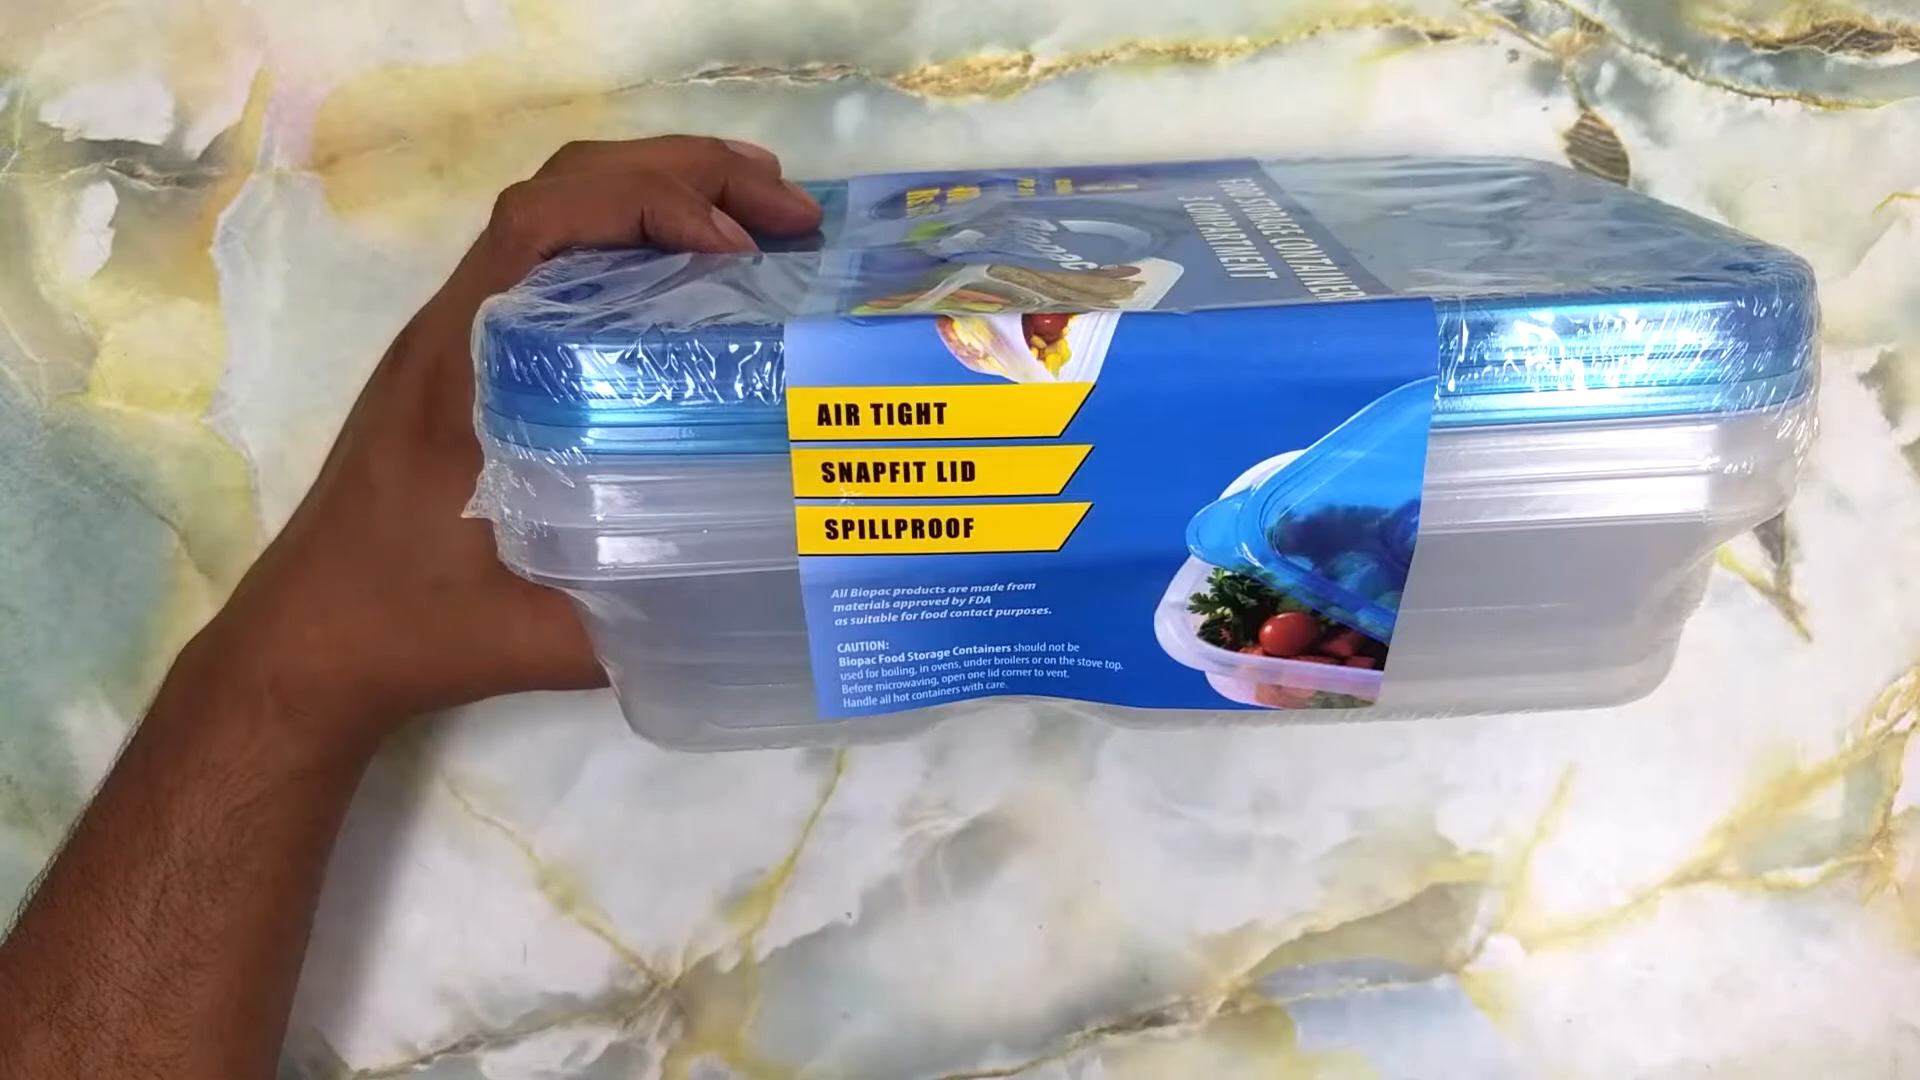 FOOD STORAGE CONTAINER
3 COMPARTMENT
Biopac
AIR TIGHT
SNAPFIT LID
SPILLPROOF
All Biopac products are made from
materials approved by FDA
as suitable for food contact purposes.
CAUTION:
Biopac Food Storage Containers should not be
used for boiling, in ovens, under broilers or on the stove top.
Before microwaving, open one lid corner to vent.
Handle all hot containers with care.